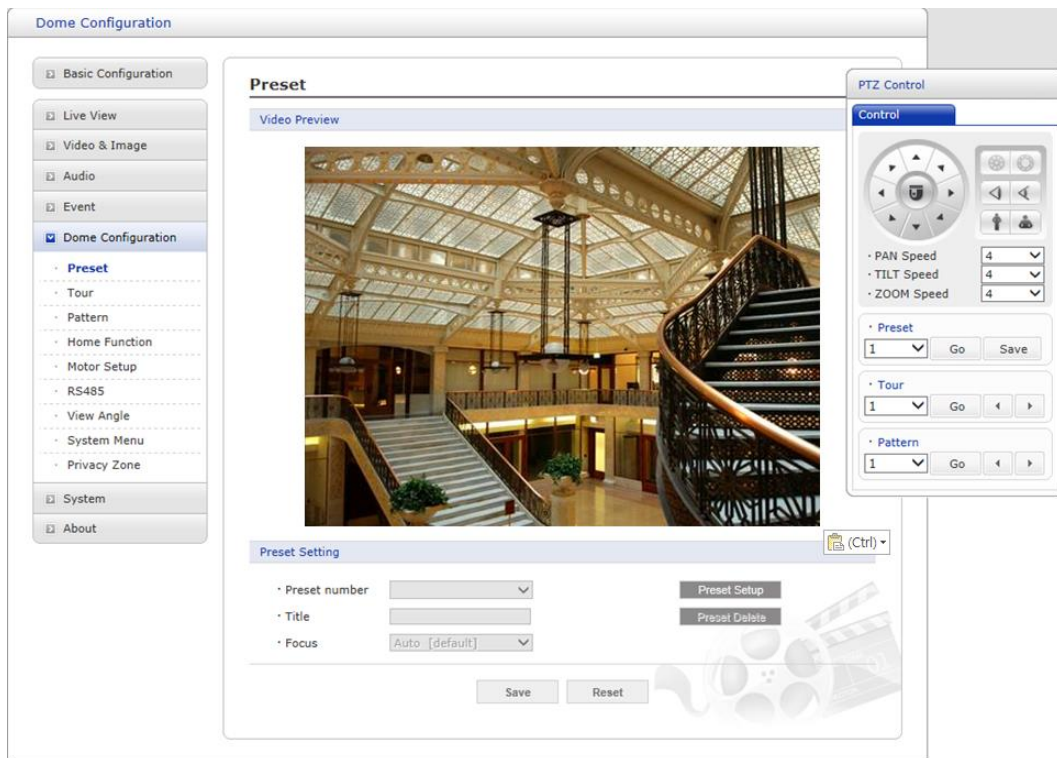 Dome Configuration
Basic Configuration
Live View
Video & Image
Audio
Event
Dome Configuration
Preset
Tour
Pattern
Home Function
Motor Setup
RS485
View Angle
System Menu
Privacy Zone
System
About
Preset
Video Preview
Preset Setting
Preset number
Preset Setup
Title
Preset Delete
Focus
Auto [default]
Save Reset
(Ctrl)
PTZ Control
Control
PAN Speed 4
TILT Speed 4
ZOOM Speed 4
Preset
1 Go Save
Tour
1 Go
Pattern
1 Go